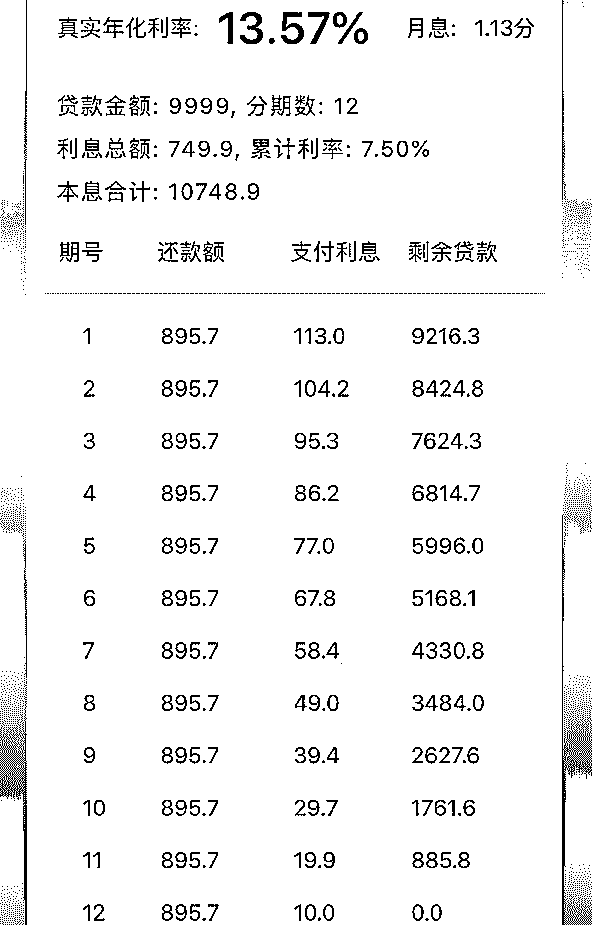 真实年化利率: 13.57% 月息: 1.13分
贷款金额: 9999, 分期数: 12
利息总额: 749.9, 累计利率: 7.50%
本息合计: 10748.9
期号 还款额 支付利息 剩余贷款
1 895.7 113.0 9216.3
2 895.7 104.2 8424.8
3 895.7 95.3 7624.3
4 895.7 86.2 6814.7
5 895.7 77.0 5996.0
6 895.7 67.8 5168.1
7 895.7 58.4 4330.8
8 895.7 49.0 3484.0
9 895.7 39.4 2627.6
10 895.7 29.7 1761.6
11 895.7 19.9 885.8
12 895.7 10.0 0.0